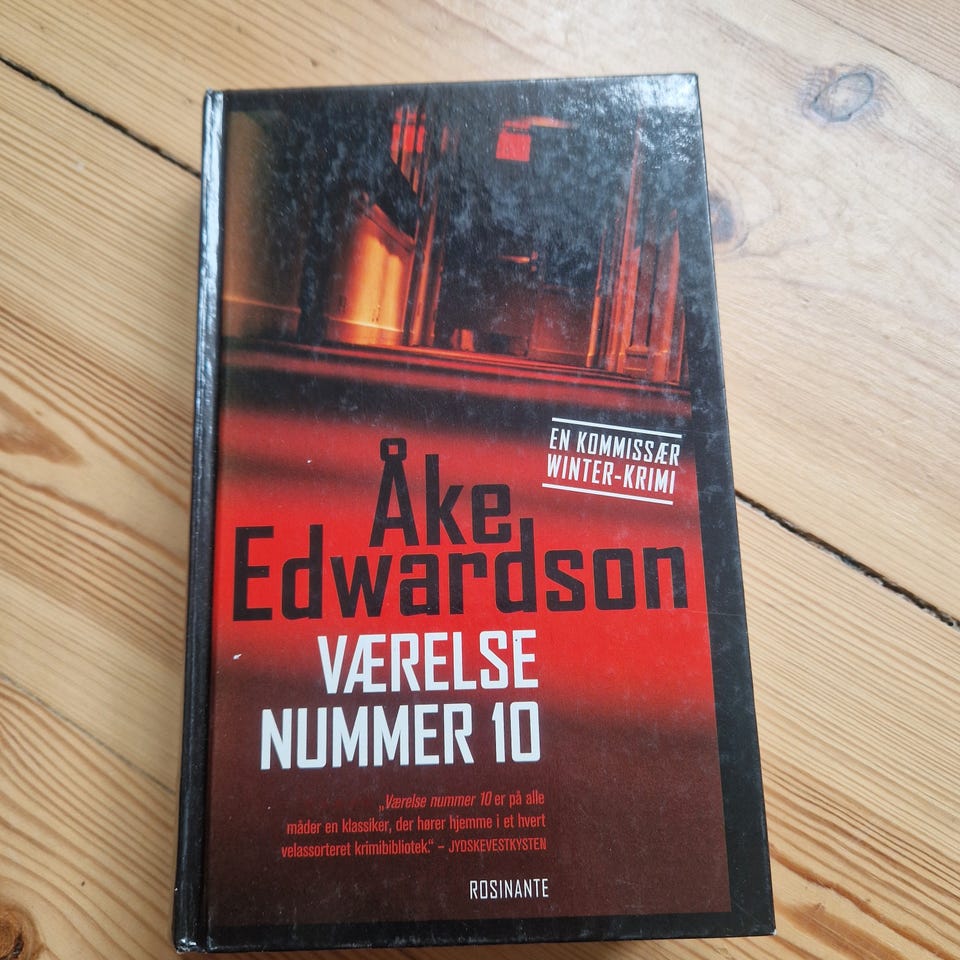 EN KOMMISSÆR
WINTER-KRIMI
Åke
Edwardson
VÆRELSE
NUMMER 10
„Værelse nummer 10 er på alle
måder en klassiker, der hører hjemme i et hvert
velassorteret krimibibliotek.“ – JYDSKEVESTKYSTEN
ROSINANTE